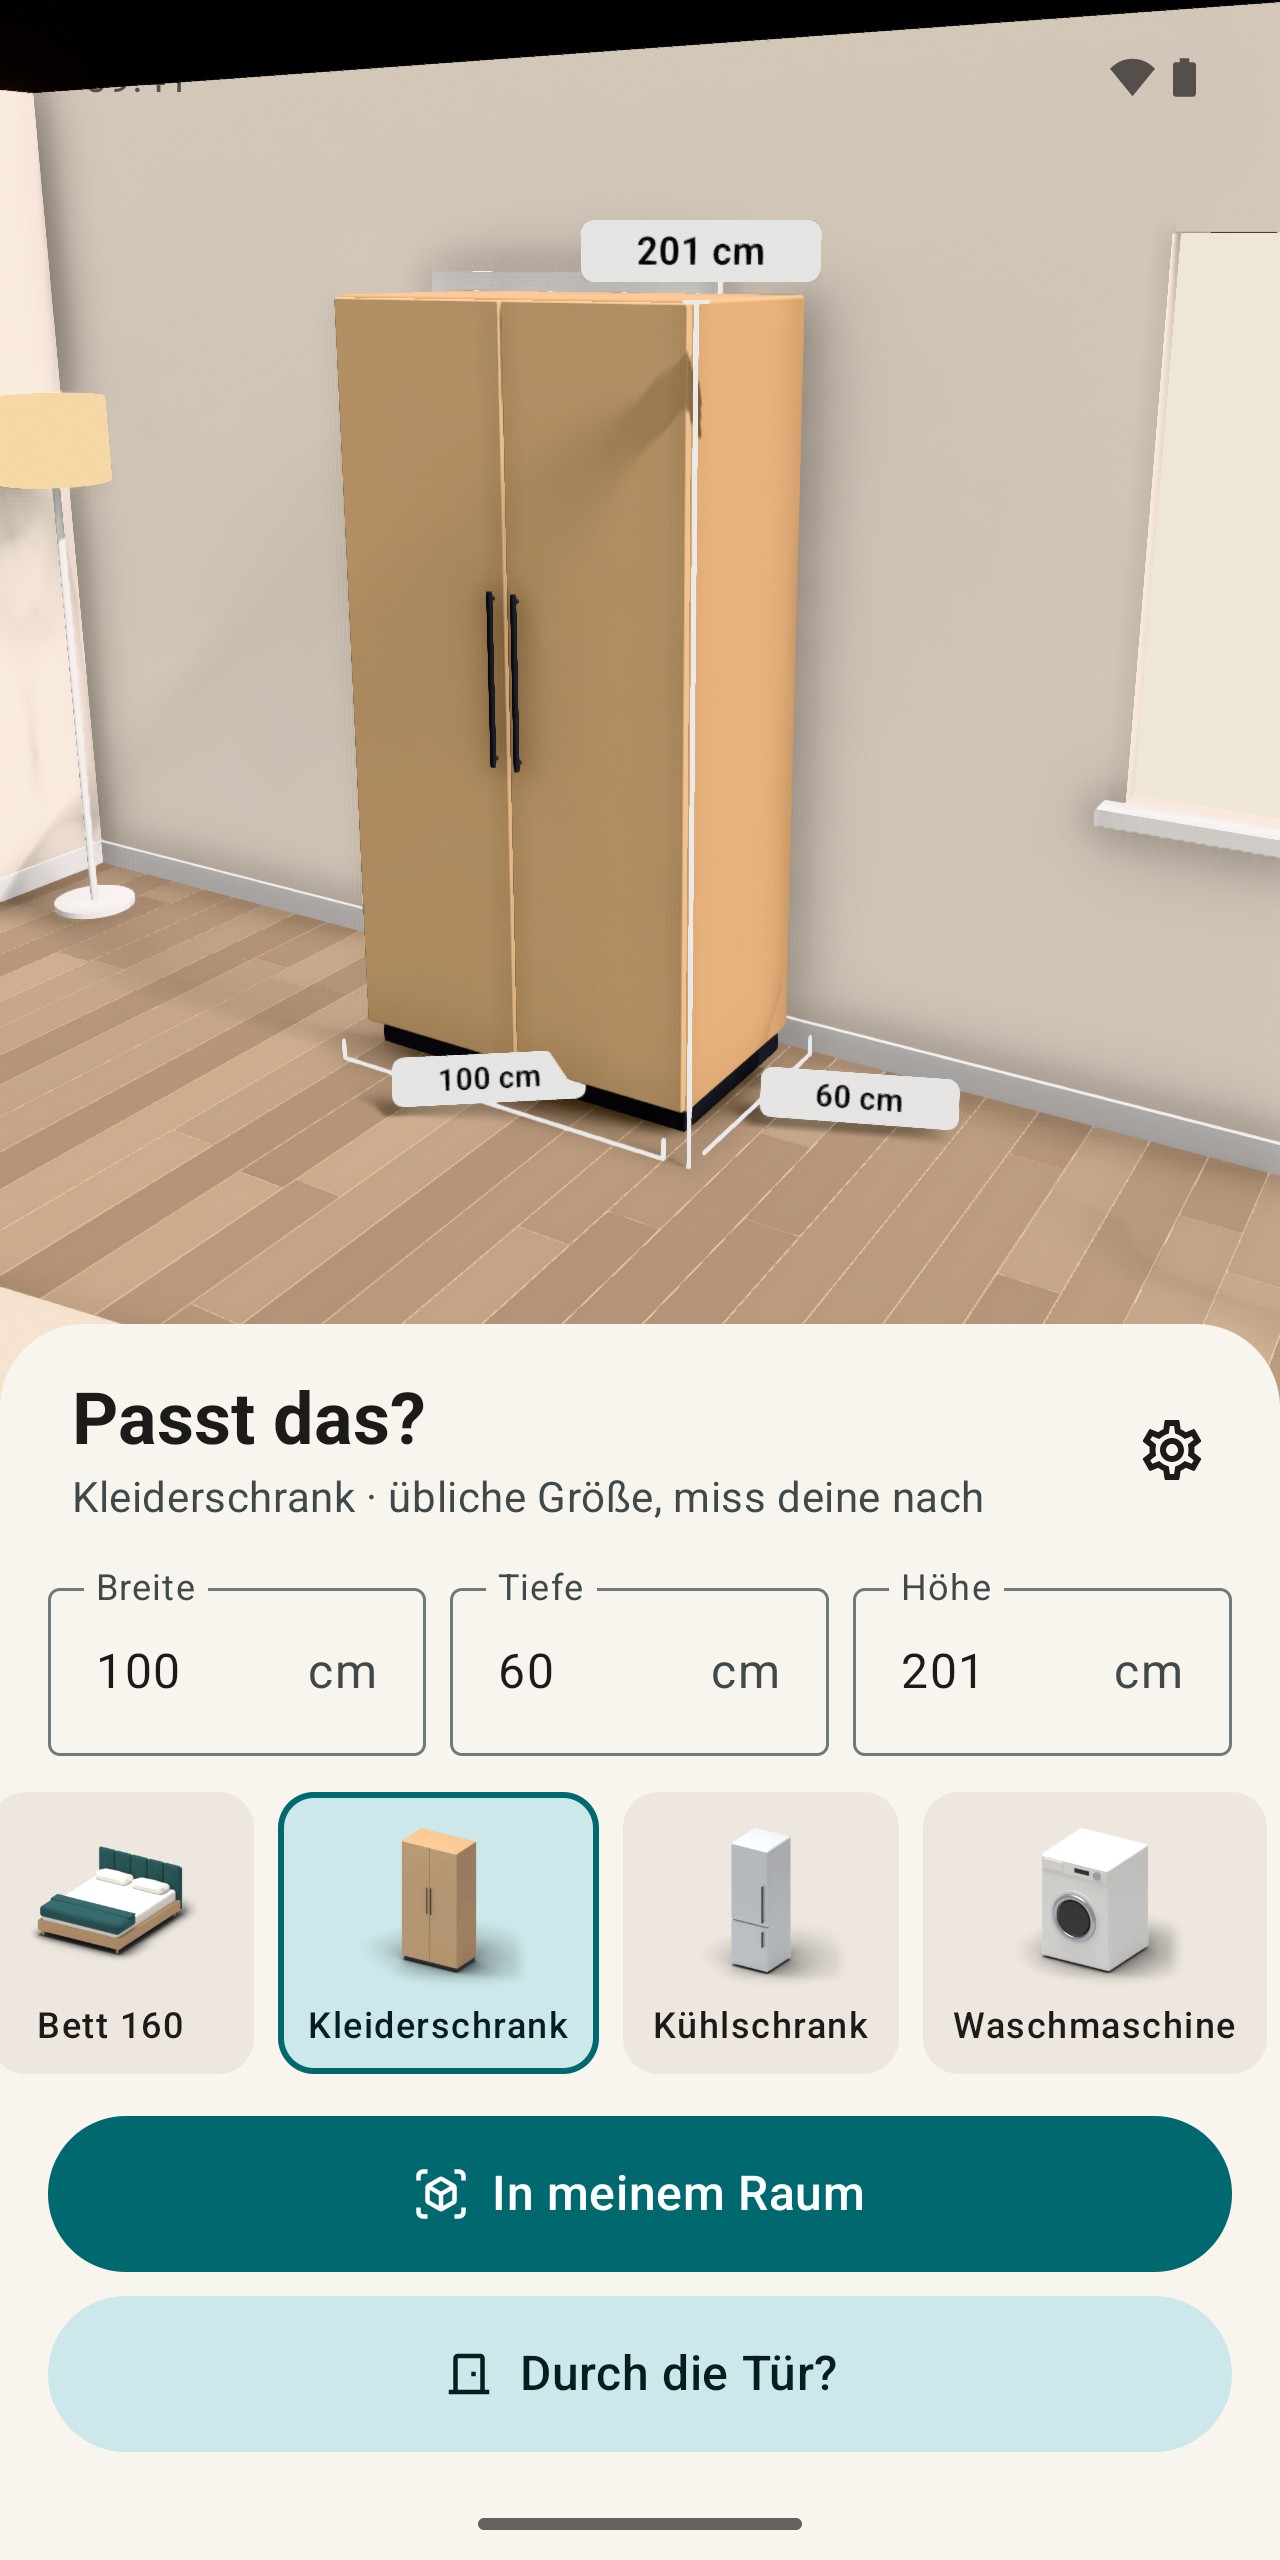 201 cm
100 cm
60 cm
Passt das?
Kleiderschrank · übliche Größe, miss deine nach
Breite
Tiefe
Höhe
100 cm
60 cm
201 cm
Bett 160
Kleiderschrank
Kühlschrank
Waschmaschine
In meinem Raum
Durch die Tür?